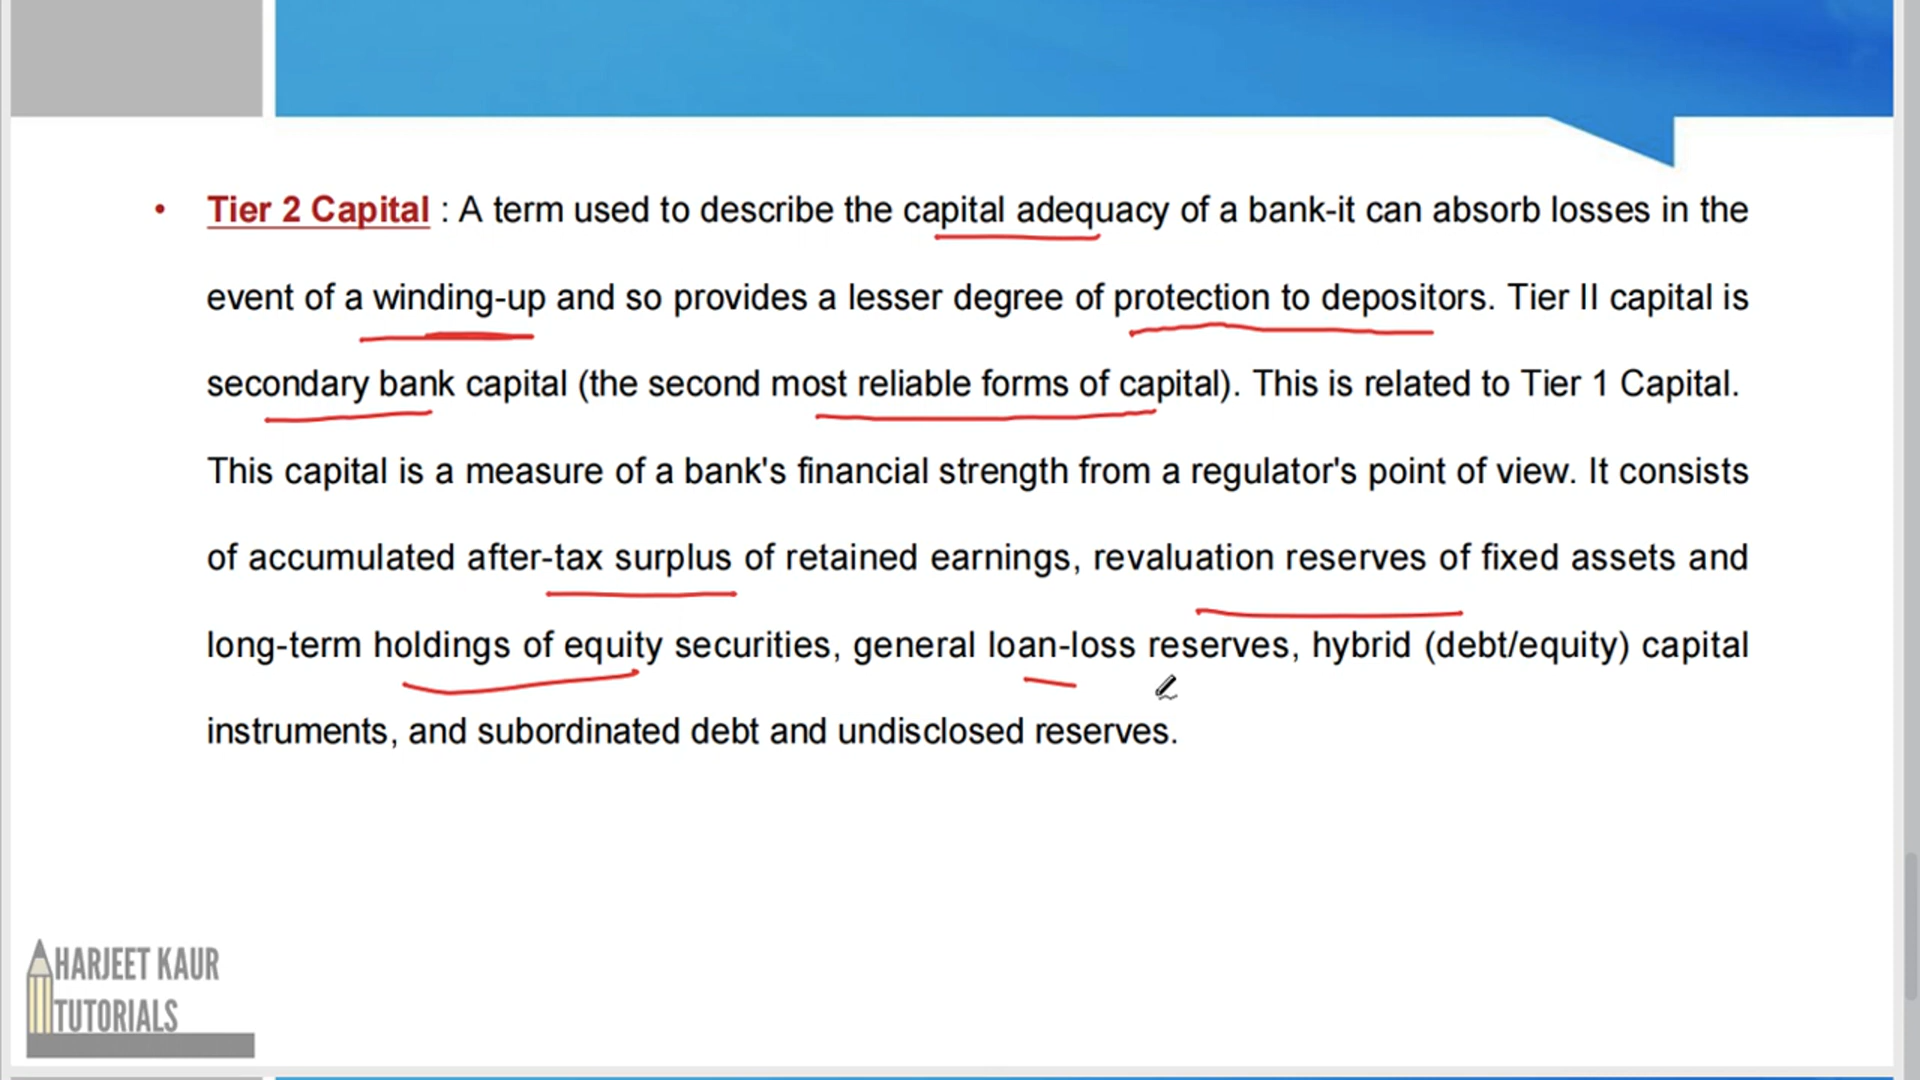 • Tier 2 Capital : A term used to describe the capital adequacy of a bank-it can absorb losses in the
event of a winding-up and so provides a lesser degree of protection to depositors. Tier II capital is
secondary bank capital (the second most reliable forms of capital). This is related to Tier 1 Capital.
This capital is a measure of a bank's financial strength from a regulator's point of view. It consists
of accumulated after-tax surplus of retained earnings, revaluation reserves of fixed assets and
long-term holdings of equity securities, general loan-loss reserves, hybrid (debt/equity) capital
instruments, and subordinated debt and undisclosed reserves.
HARJEET KAUR
TUTORIALS